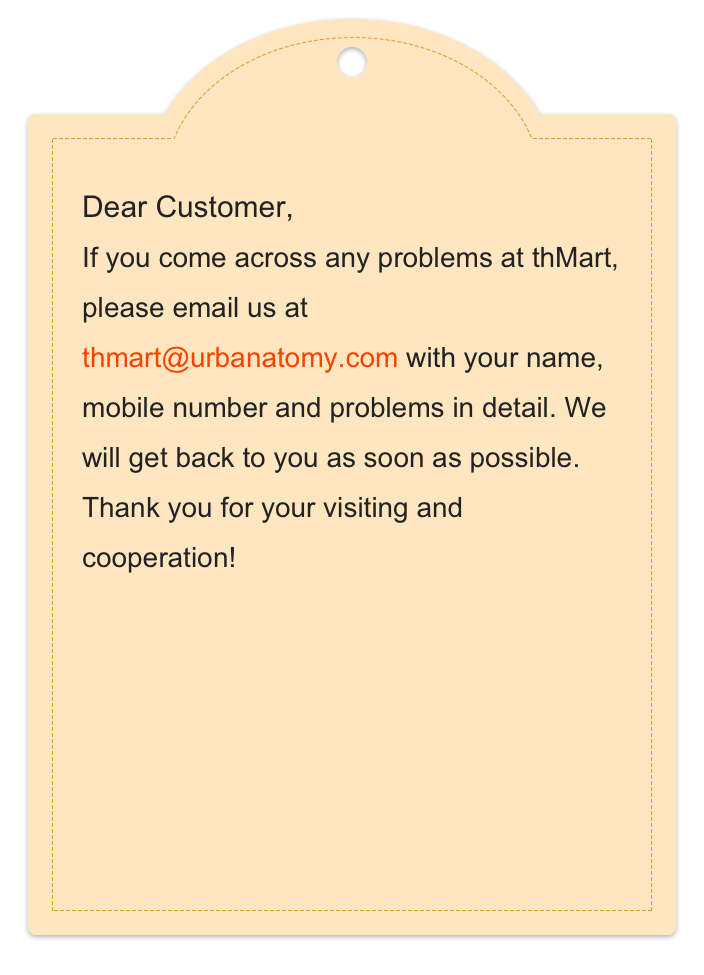 Dear Customer,
If you come across any problems at thMart,
please email us at
thmart@urbanatomy.com with your name,
mobile number and problems in detail. We
will get back to you as soon as possible.
Thank you for your visiting and
cooperation!